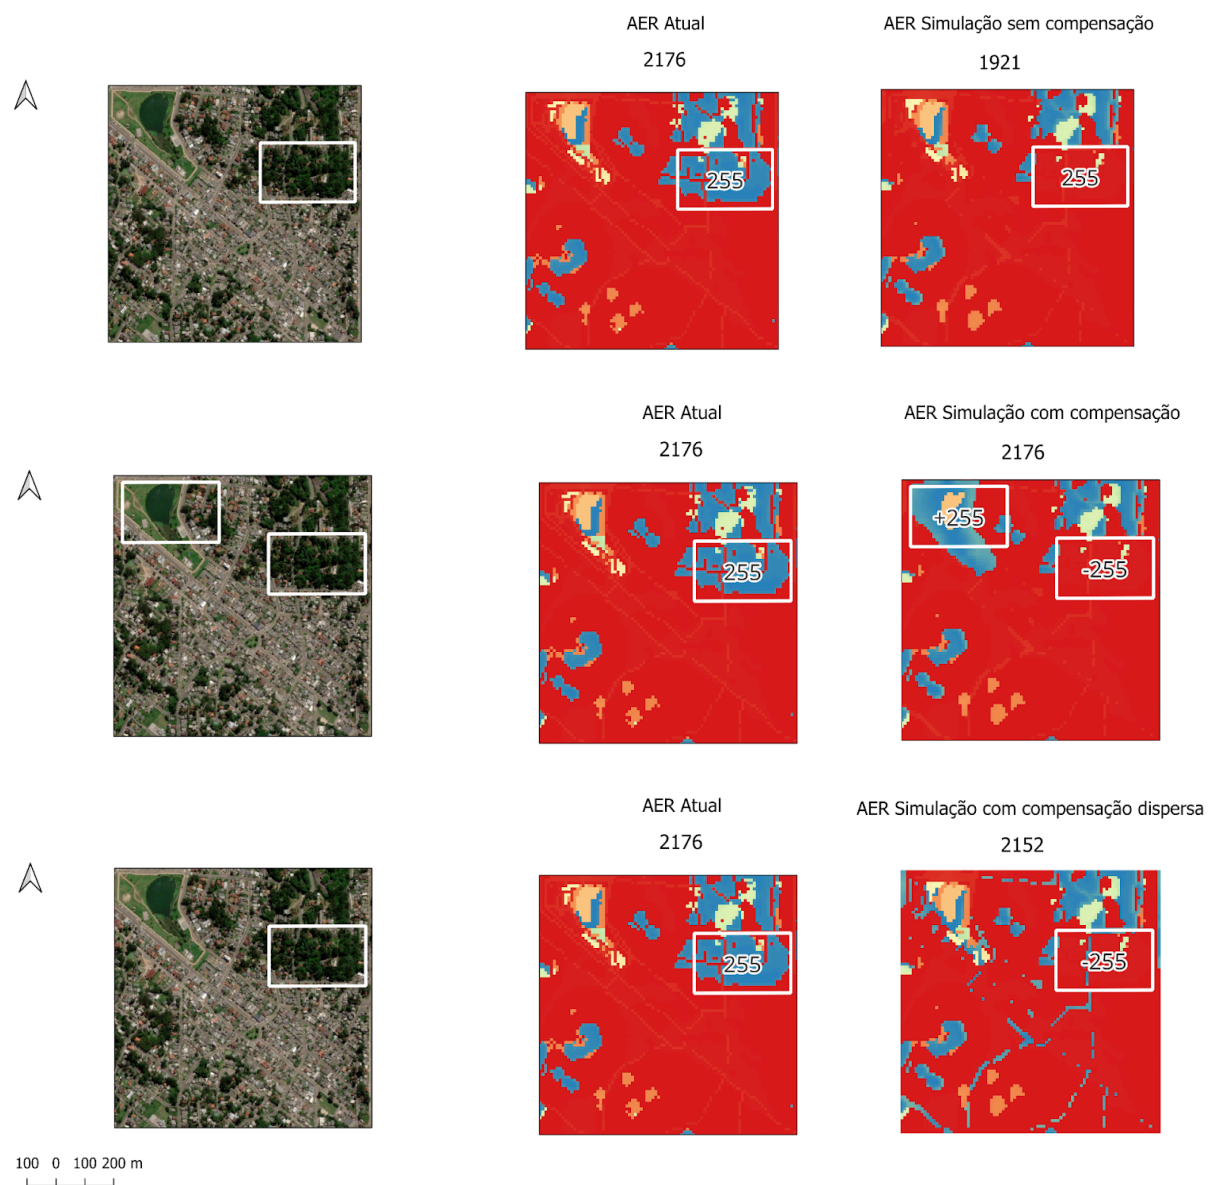 AER Atual
AER Simulação sem compensação
2176
1921
255
255
AER Atual
AER Simulação com compensação
2176
2176
+255
255
-255
AER Atual
AER Simulação com compensação dispersa
2176
2152
255
-255
100 0 100 200 m